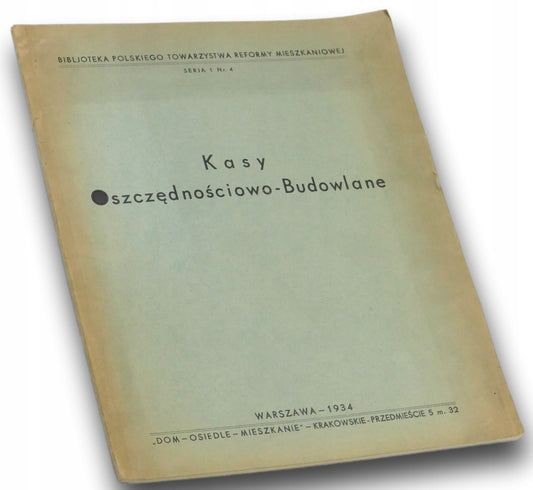 BIBLJOTEKA POLSKIEGO TOWARZYSTWA REFORMY MIESZKANIOWEJ
SERJA I Nr. 4
Kasy
Oszczędnościowo-Budowlane
WARSZAWA – 1934
„DOM – OSIEDLE – MIESZKANIE” – KRAKOWSKIE-PRZEDMIEŚCIE 5 m. 32